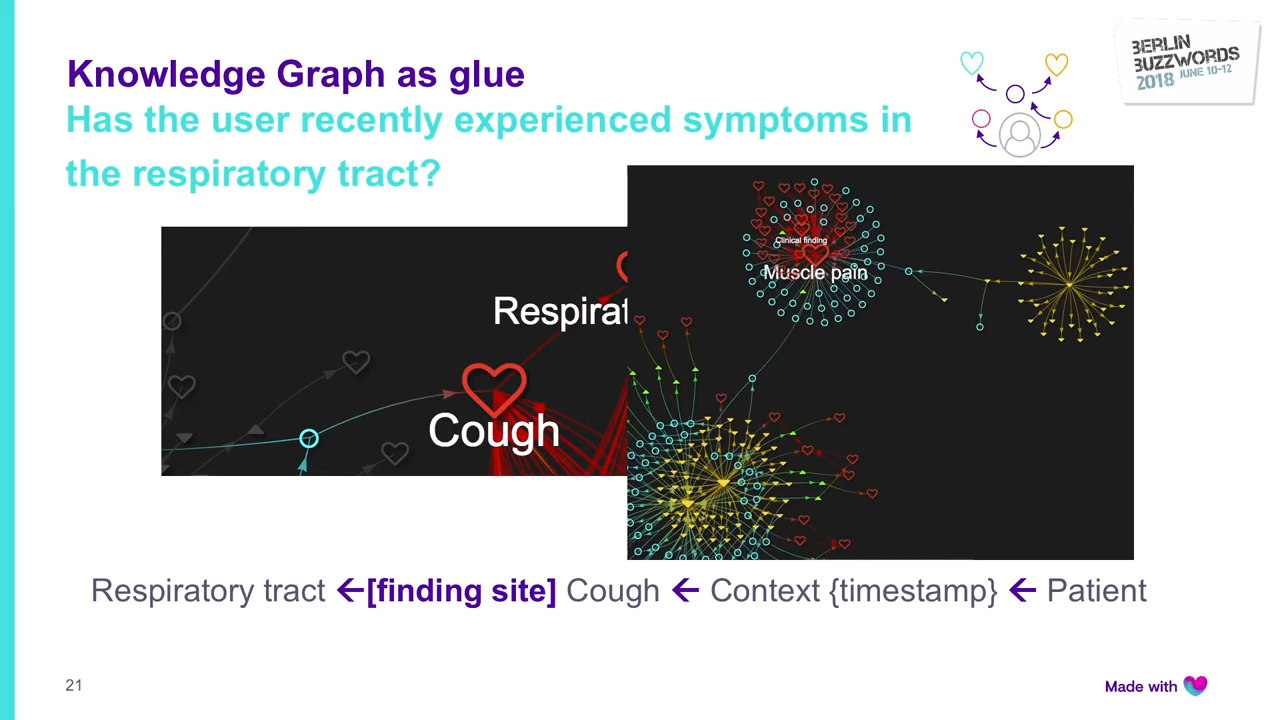 Knowledge Graph as glue
Has the user recently experienced symptoms in
the respiratory tract?
BERLIN
BUZZWORDS
2018 JUNE 10-12
Clinical finding
Muscle pain
Respirat
Cough
Respiratory tract ←[finding site] Cough ← Context {timestamp} ← Patient
21
Made with